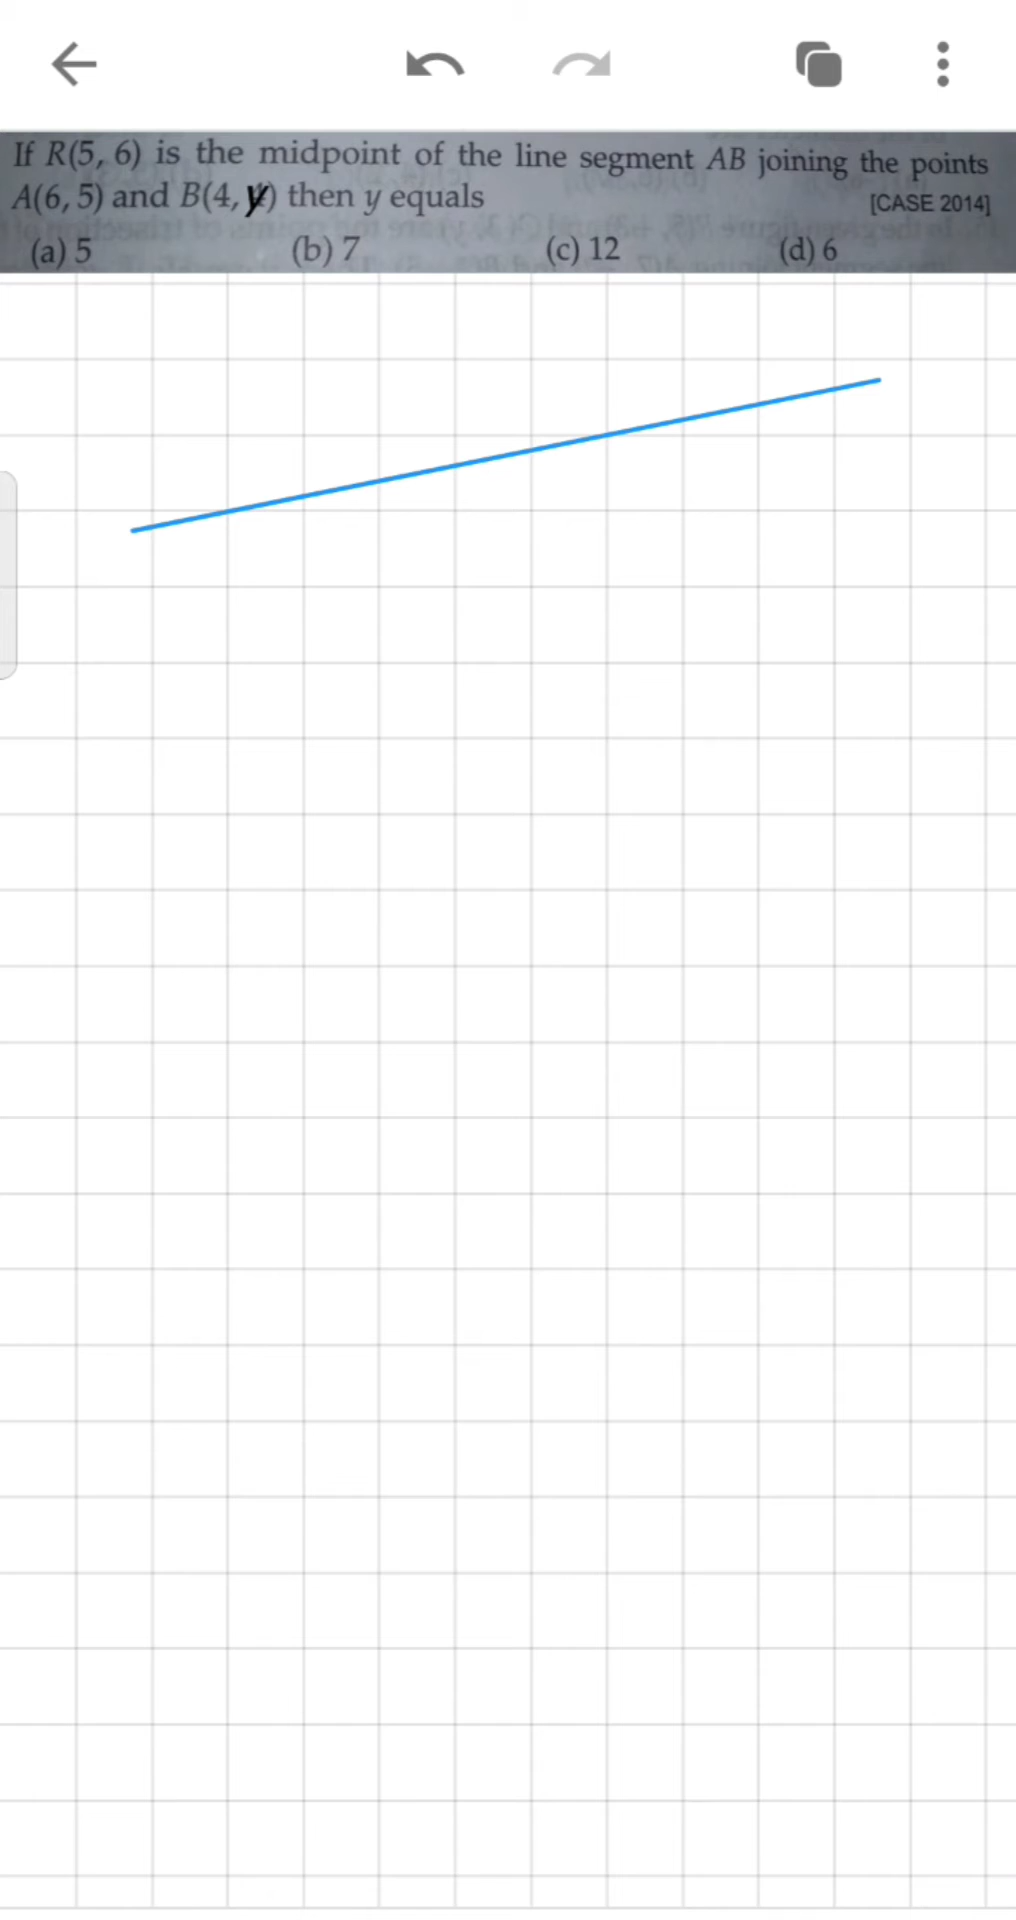 If R(5, 6) is the midpoint of the line segment AB joining the points
A(6, 5) and B(4, y) then y equals [CASE 2014]
(a) 5 (b) 7 (c) 12 (d) 6